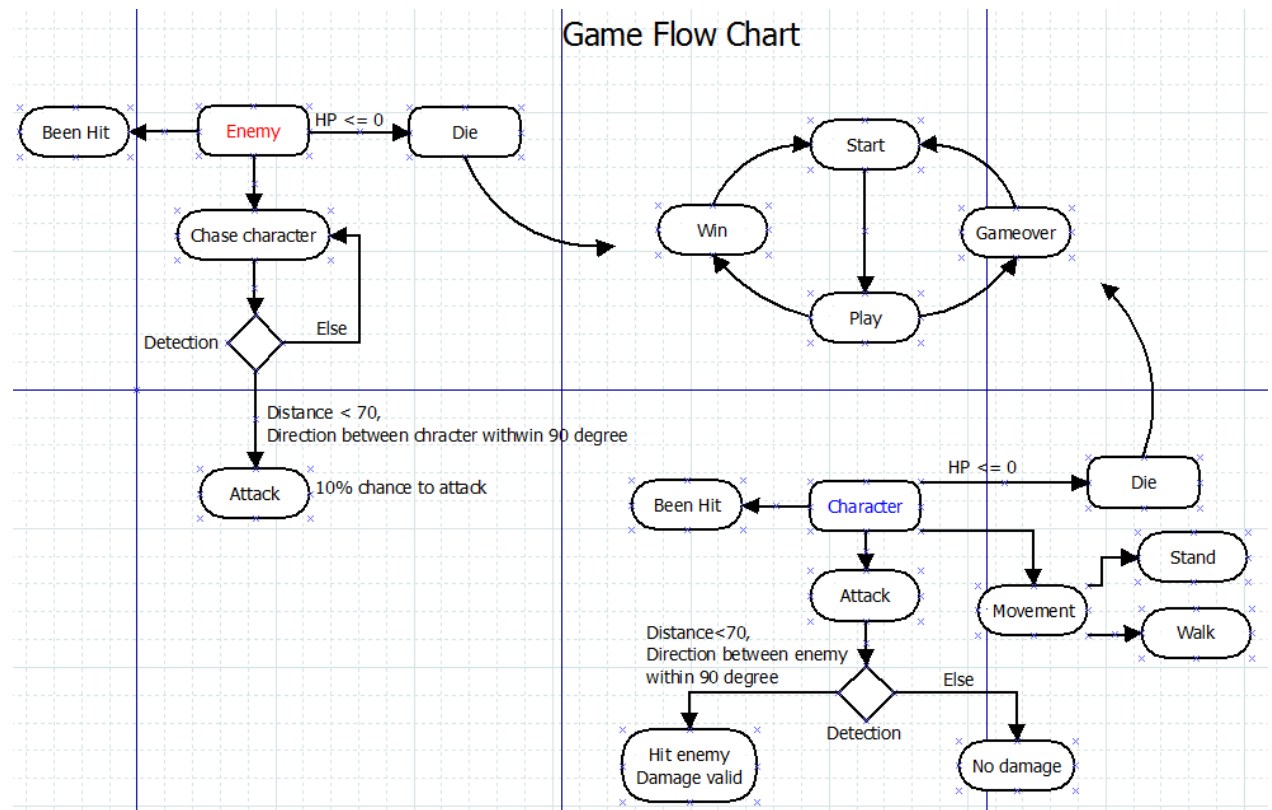 Game Flow Chart
Been Hit
Enemy
HP <= 0
Die
Chase character
Detection
Else
Distance < 70,
Direction between chracter withwin 90 degree
Attack
10% chance to attack
Start
Win
Gameover
Play
HP <= 0
Die
Been Hit
Character
Stand
Attack
Movement
Walk
Distance<70,
Direction between enemy
within 90 degree
Else
Detection
Hit enemy
Damage valid
No damage